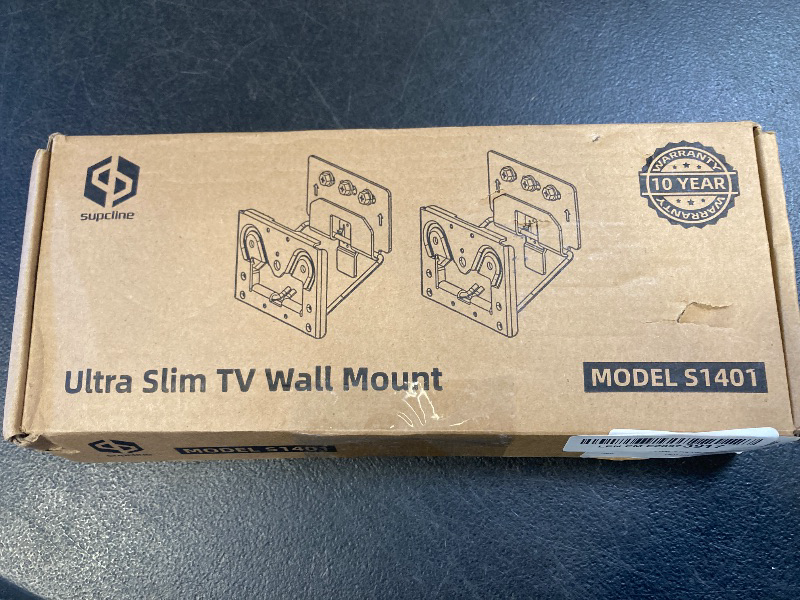 supcline
WARRANTY
10 YEAR
WARRANTY
Ultra Slim TV Wall Mount
MODEL S1401
MODEL S1401